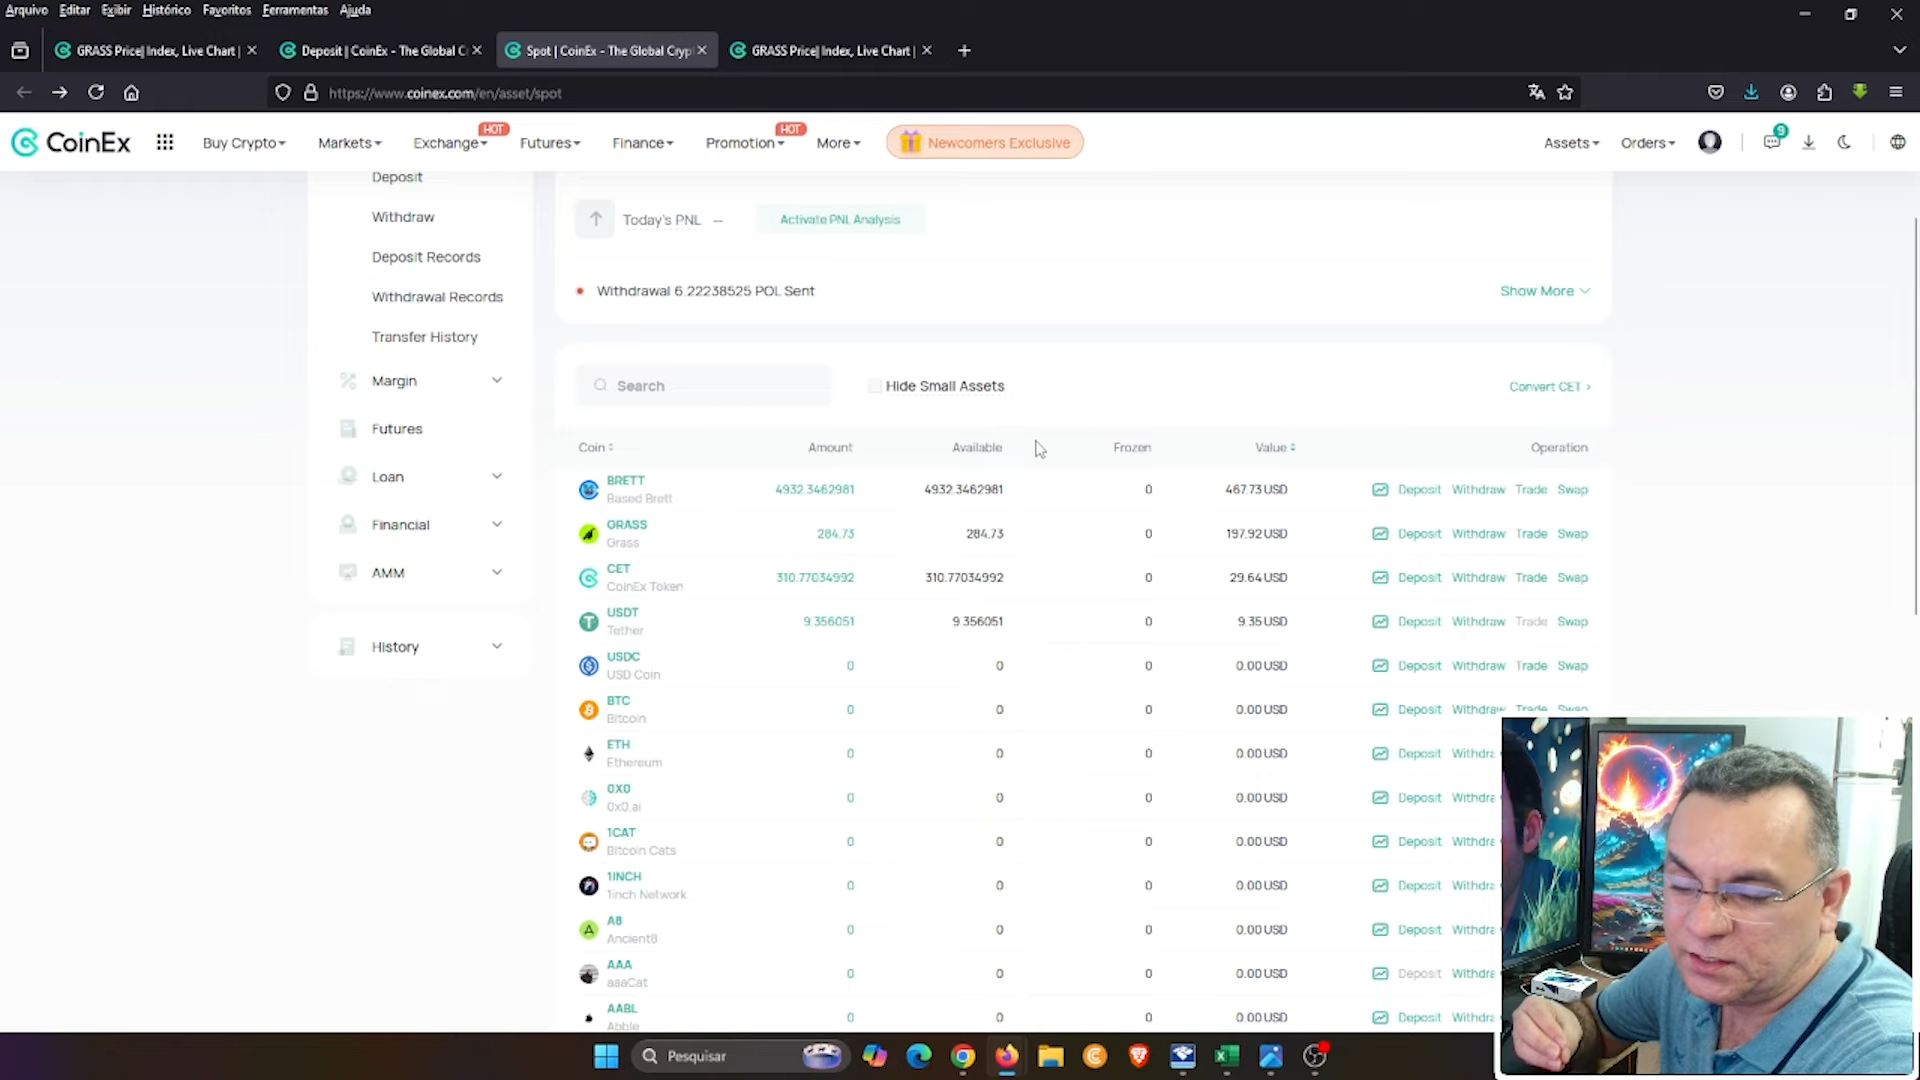 Arquivo Editar Exibir Histórico Favoritos Ferramentas Ajuda
GRASS Price| Index, Live Chart | Deposit | CoinEx - The Global C Spot | CoinEx - The Global Cryp GRASS Price| Index, Live Chart |
https://www.coinex.com/en/asset/spot
CoinEx Buy Crypto Markets Exchange HOT Futures Finance Promotion HOT More Newcomers Exclusive Assets Orders 9
Deposit
Withdraw
Deposit Records
Withdrawal Records
Transfer History
Margin
Futures
Loan
Financial
AMM
History
Today's PNL — Activate PNL Analysis
Withdrawal 6.22238525 POL Sent Show More
Search Hide Small Assets Convert CET >
Coin Amount Available Frozen Value Operation
BRETT
Based Brett 4932.3462981 4932.3462981 0 467.73 USD Deposit Withdraw Trade Swap
GRASS
Grass 284.73 284.73 0 197.92 USD Deposit Withdraw Trade Swap
CET
CoinEx Token 310.77034992 310.77034992 0 29.64 USD Deposit Withdraw Trade Swap
USDT
Tether 9.356051 9.356051 0 9.35 USD Deposit Withdraw Trade Swap
USDC
USD Coin 0 0 0 0.00 USD Deposit Withdraw Trade Swap
BTC
Bitcoin 0 0 0 0.00 USD Deposit Withdraw Trade Swap
ETH
Ethereum 0 0 0 0.00 USD Deposit Withdra
0X0
0x0.ai 0 0 0 0.00 USD Deposit Withdra
1CAT
Bitcoin Cats 0 0 0 0.00 USD Deposit Withdra
1INCH
1inch Network 0 0 0 0.00 USD Deposit Withdra
A8
Ancient8 0 0 0 0.00 USD Deposit Withdra
AAA
aaaCat 0 0 0 0.00 USD Deposit Withdra
AABL
Abble 0 0 0 0.00 USD Deposit Withdra
Pesquisar